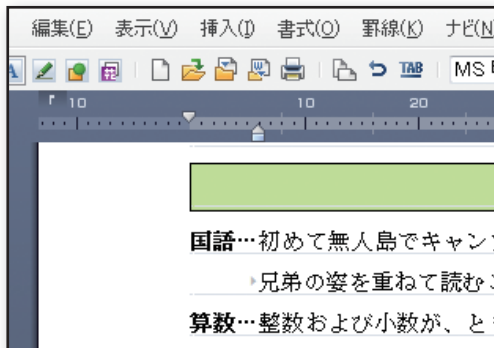 編集(E) 表示(V) 挿入(I) 書式(O) 罫線(K) ナビ(N
TAB MS
10 10 20
国語…初めて無人島でキャン
兄弟の姿を重ねて読む
算数…整数および小数が、と